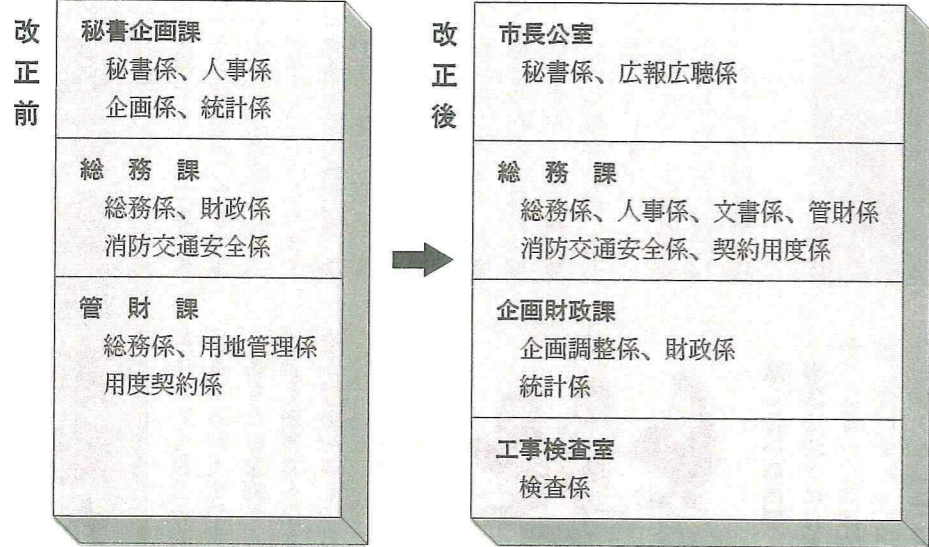 改正前
秘書企画課
秘書係、人事係
企画係、統計係
総　務　課
総務係、財政係
消防交通安全係
管　財　課
総務係、用地管理係
用度契約係
改正後
市長公室
秘書係、広報広聴係
総　務　課
総務係、人事係、文書係、管財係
消防交通安全係、契約用度係
企画財政課
企画調整係、財政係
統計係
工事検査室
検査係